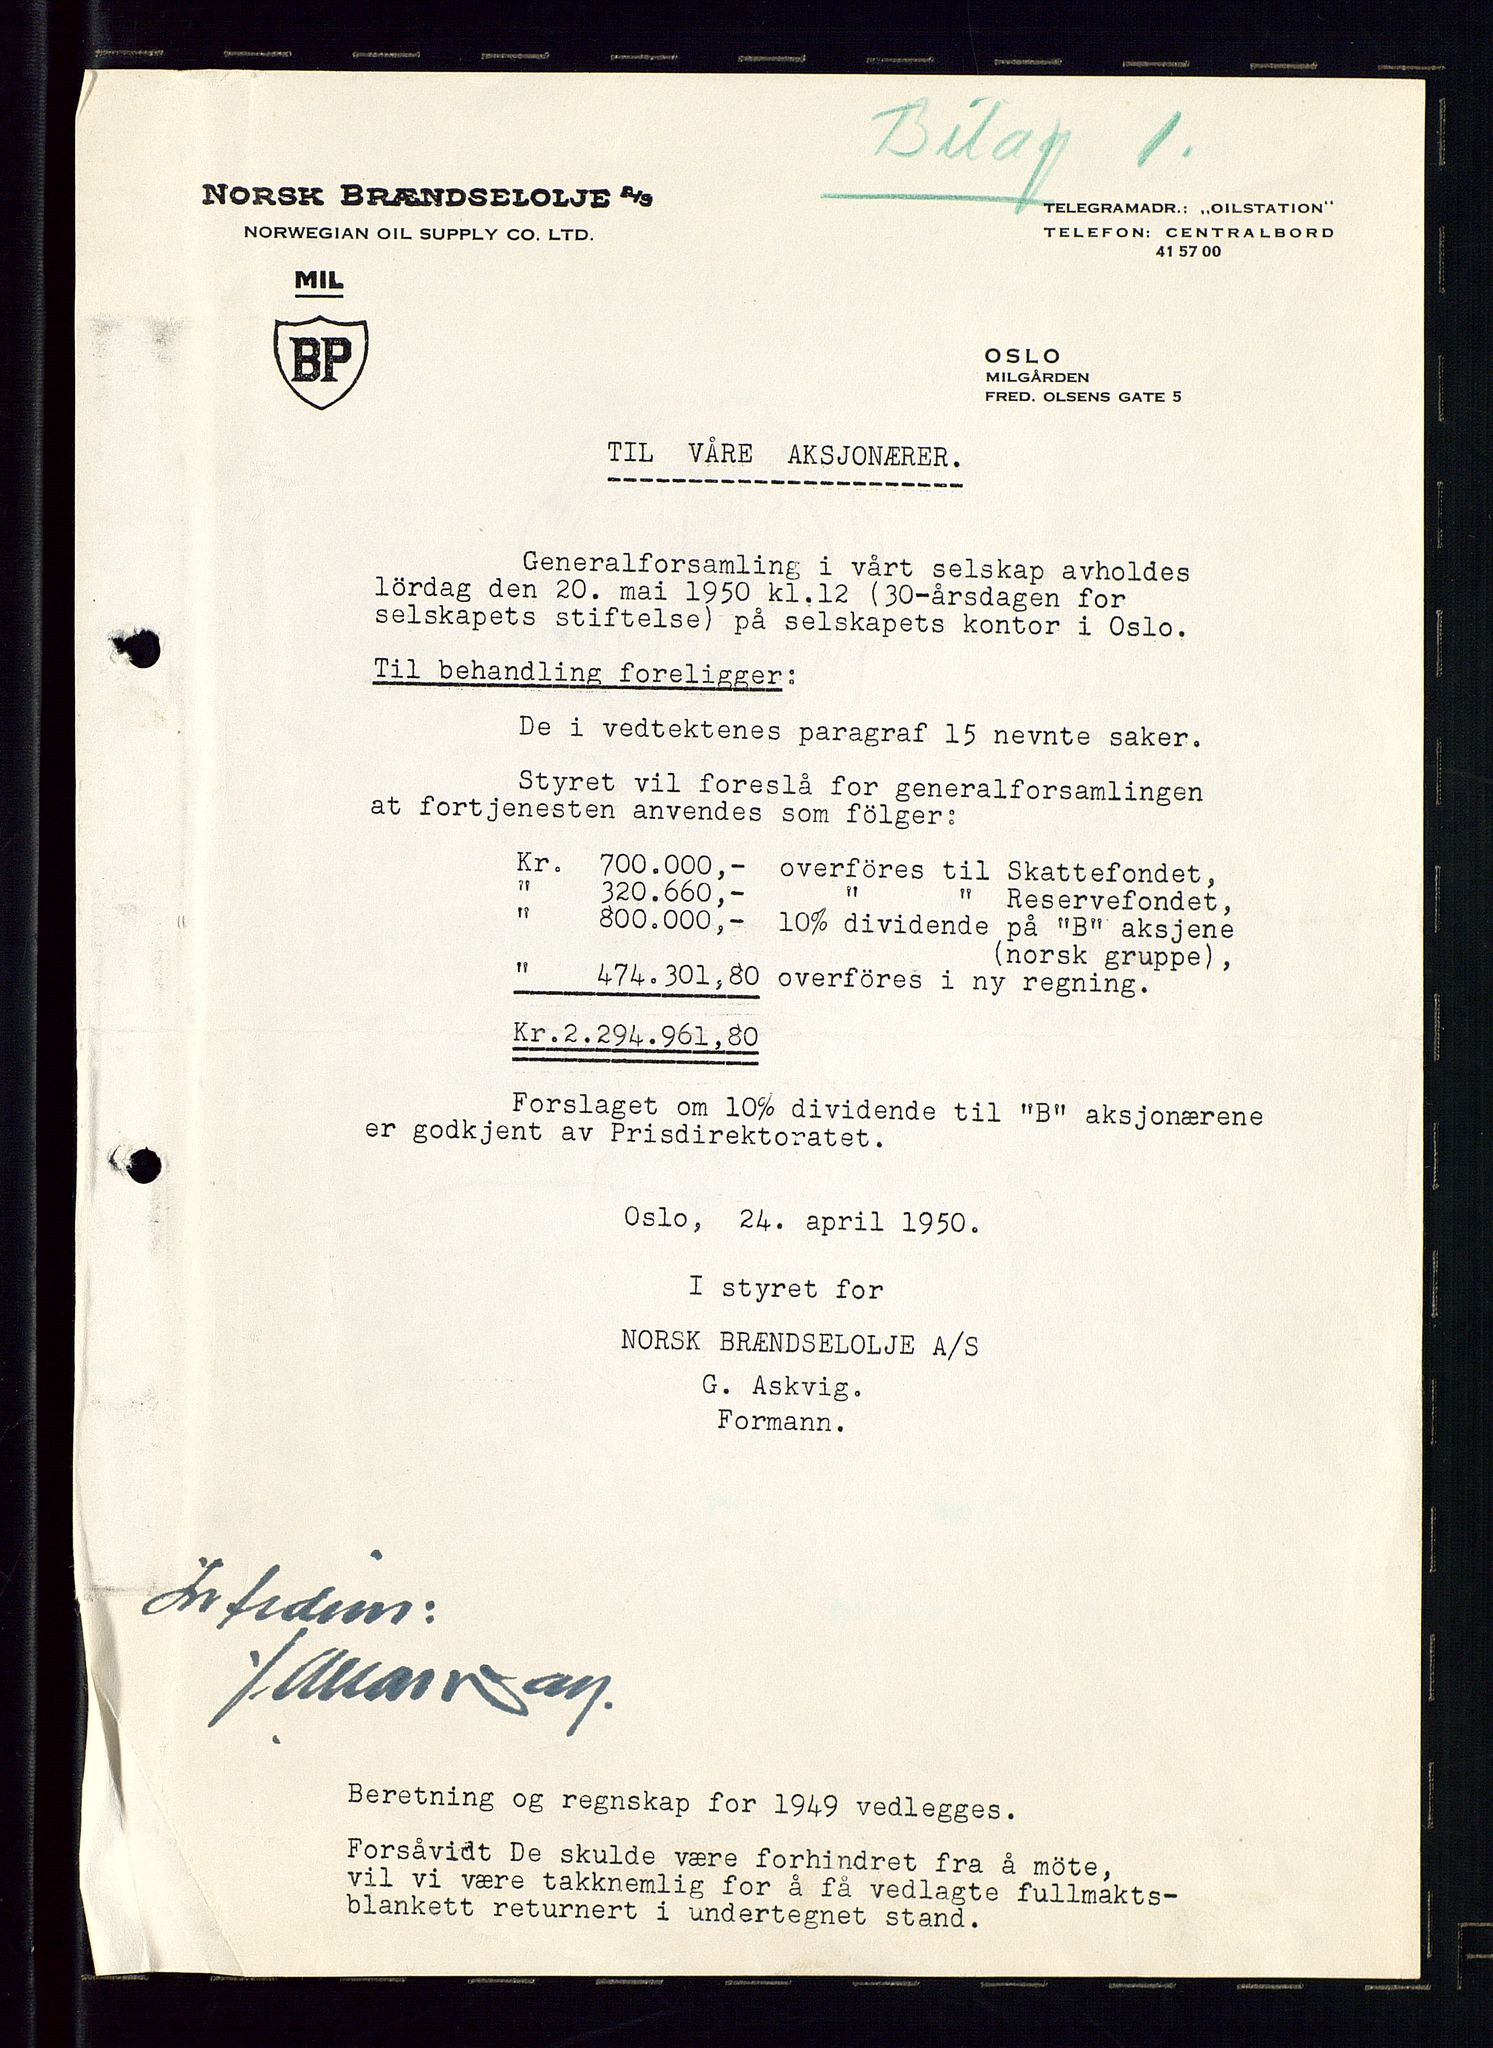 Bilag 1.
NORSK BRÆNDSELOLJE A/S
NORWEGIAN OIL SUPPLY CO. LTD.
TELEGRAMADR.: „OILSTATION"
TELEFON: CENTRALBORD
41 57 00
MIL
BP
OSLO
MILGÅRDEN
FRED. OLSENS GATE 5
TIL VÅRE AKSJONÆRER.
Generalforsamling i vårt selskap avholdes
lördag den 20. mai 1950 kl.12 (30-årsdagen for
selskapets stiftelse) på selskapets kontor i Oslo.
Til behandling foreligger:
De i vedtektenes paragraf 15 nevnte saker.
Styret vil foreslå for generalforsamlingen
at fortjenesten anvendes som fölger:
Kr. 700.000,- overföres til Skattefondet,
" 320.660,- " " Reservefondet,
" 800.000,- 10% dividende på "B" aksjene
(norsk gruppe),
" 474.301,80 overföres i ny regning.
Kr.2.294.961,80
Forslaget om 10% dividende til "B" aksjonærene
er godkjent av Prisdirektoratet.
Oslo, 24. april 1950.
I styret for
NORSK BRÆNDSELOLJE A/S
G. Askvig.
Formann.
In fidem:
Beretning og regnskap for 1949 vedlegges.
Forsåvidt De skulde være forhindret fra å möte,
vil vi være takknemlig for å få vedlagte fullmakts-
blankett returnert i undertegnet stand.